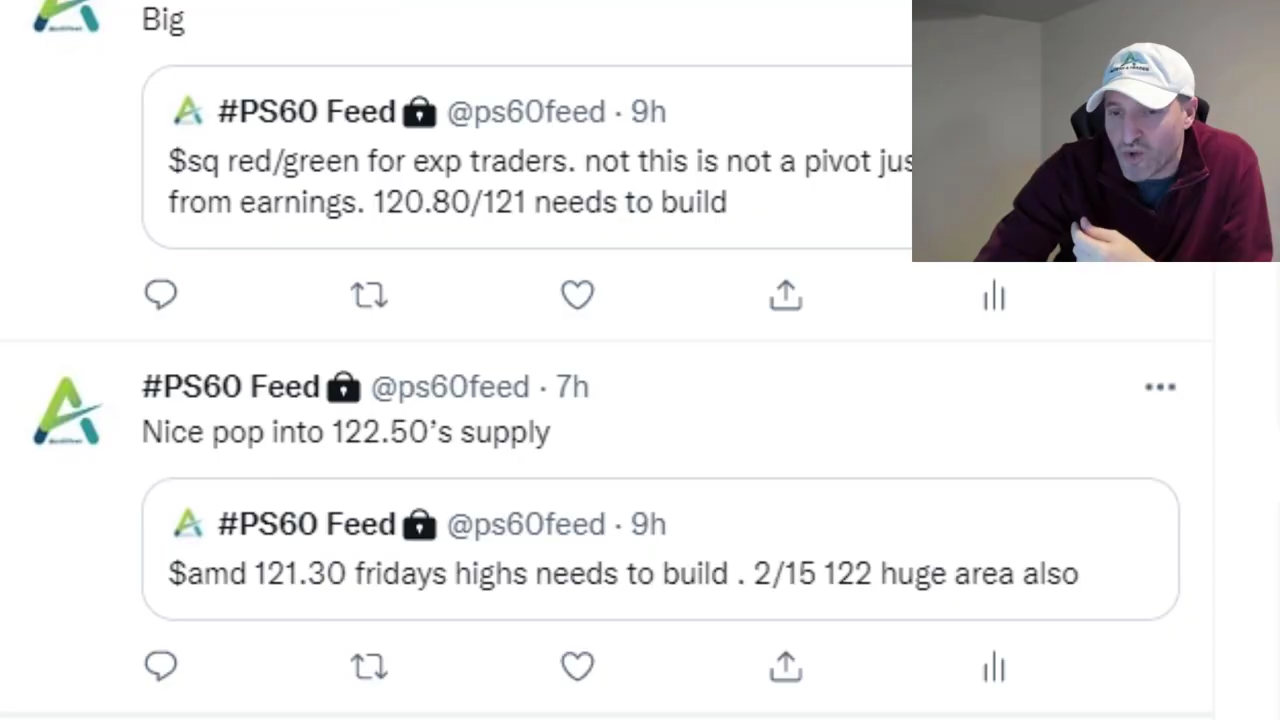 Big
#PS60 Feed @ps60feed · 9h
$sq red/green for exp traders. not this is not a pivot jus
from earnings. 120.80/121 needs to build
#PS60 Feed @ps60feed · 7h
Nice pop into 122.50's supply
#PS60 Feed @ps60feed · 9h
$amd 121.30 fridays highs needs to build . 2/15 122 huge area also